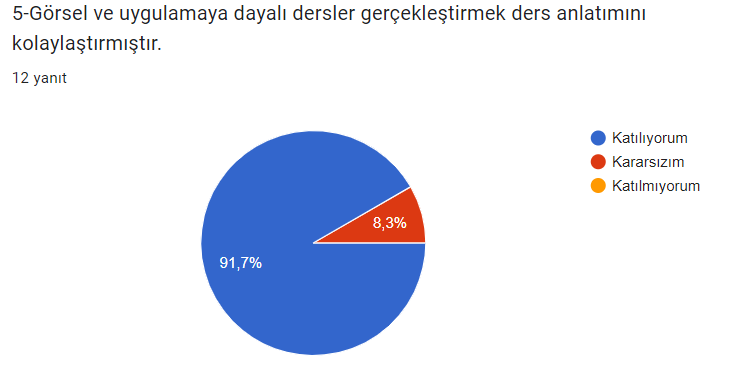 5-Görsel ve uygulamaya dayalı dersler gerçekleştirmek ders anlatımını
kolaylaştırmıştır.
12 yanıt
Katılıyorum
Kararsızım
Katılmıyorum
8,3%
91,7%